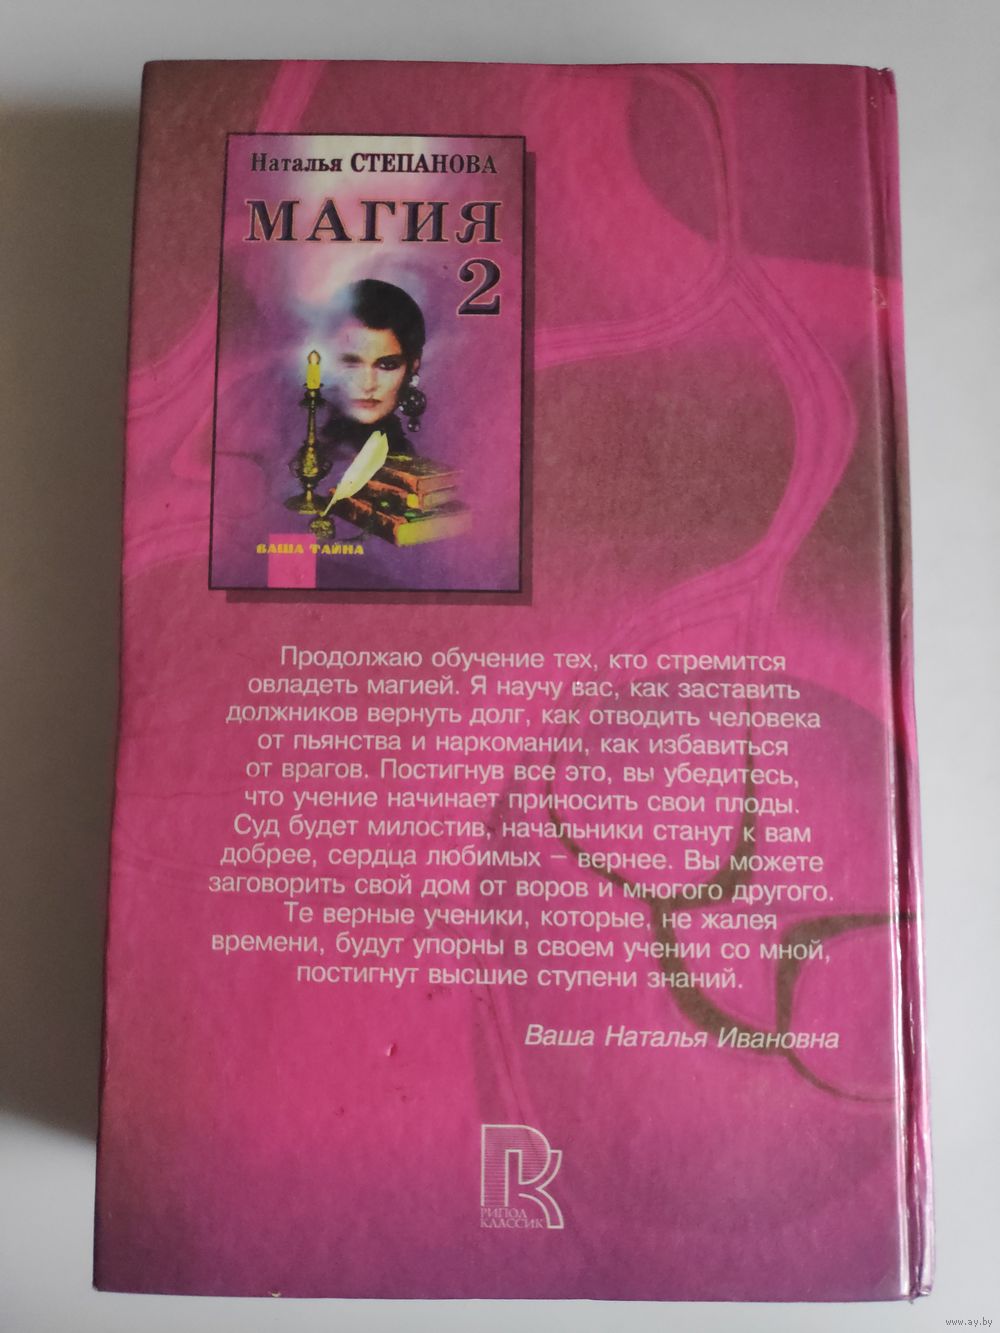 Наталья СТЕПАНОВА
МАГИЯ
2
ВАША ТАЙНА
Продолжаю обучение тех, кто стремится
овладеть магией. Я научу вас, как заставить
должников вернуть долг, как отводить человека
от пьянства и наркомании, как избавиться
от врагов. Постигнув все это, вы убедитесь,
что учение начинает приносить свои плоды.
Суд будет милостив, начальники станут к вам
добрее, сердца любимых – вернее. Вы можете
заговорить свой дом от воров и многого другого.
Те верные ученики, которые, не жалея
времени, будут упорны в своем учении со мной,
постигнут высшие ступени знаний.
Ваша Наталья Ивановна
РИПОЛ
КЛАССИК
www.ay.by